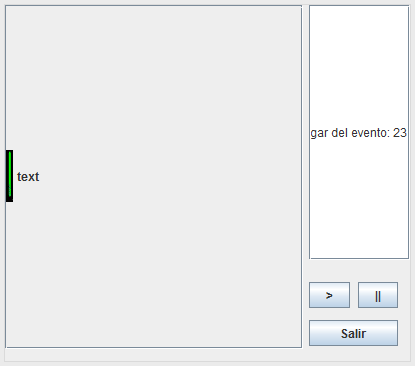 text
gar del evento: 23
>
||
Salir